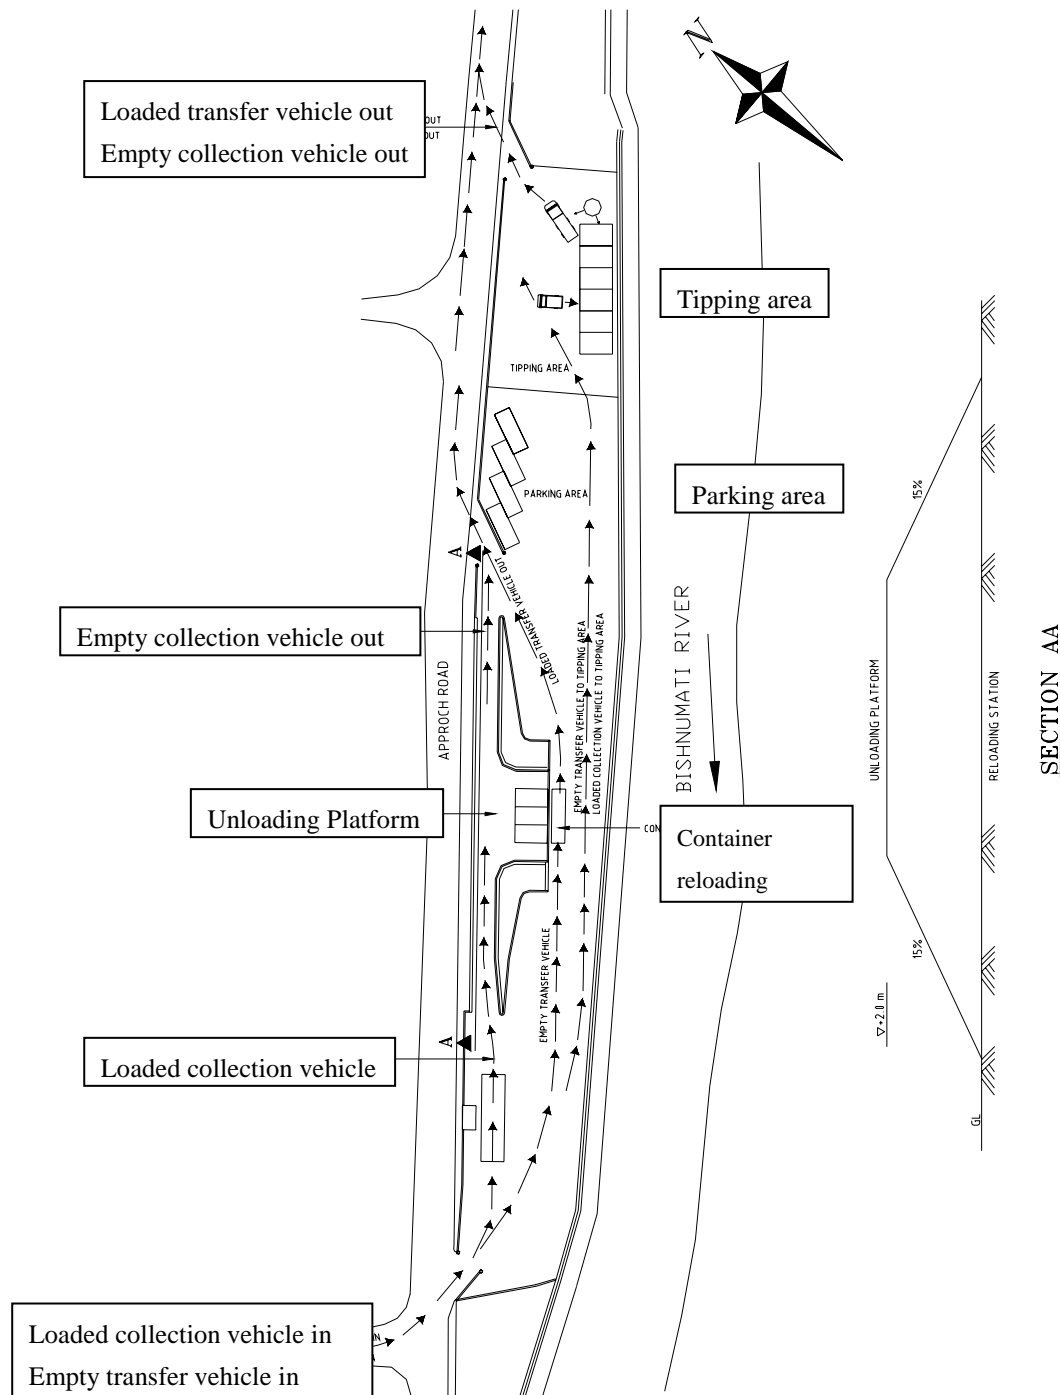 N
Loaded transfer vehicle out
Empty collection vehicle out
OUT
OUT
Tipping area
TIPPING AREA
Parking area
PARKING AREA
15%
A
LOADED TRANSFER VEHICLE OUT
Empty collection vehicle out
EMPTY TRANSFER VEHICLE TO TIPPING AREA
LOADED COLLECTION VEHICLE TO TIPPING AREA
APPROCH ROAD
BISHNUMATI RIVER
UNLOADING PLATFORM
RELOADING STATION
SECTION AA
Unloading Platform
CON
Container
reloading
EMPTY TRANSFER VEHICLE
15%
+2.0 m
A
Loaded collection vehicle
GL
Loaded collection vehicle in
Empty transfer vehicle in